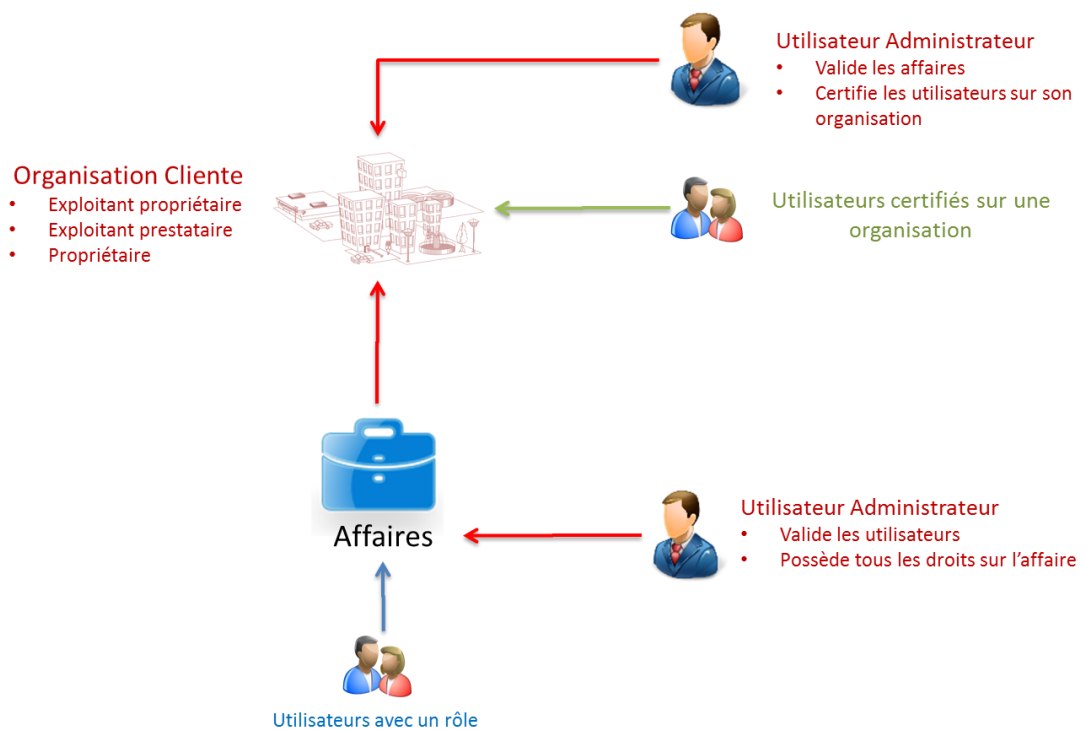 Utilisateur Administrateur
• Valide les affaires
• Certifie les utilisateurs sur son
organisation
Organisation Cliente
• Exploitant propriétaire
• Exploitant prestataire
• Propriétaire
Utilisateurs certifiés sur une
organisation
Affaires
Utilisateur Administrateur
• Valide les utilisateurs
• Possède tous les droits sur l’affaire
Utilisateurs avec un rôle